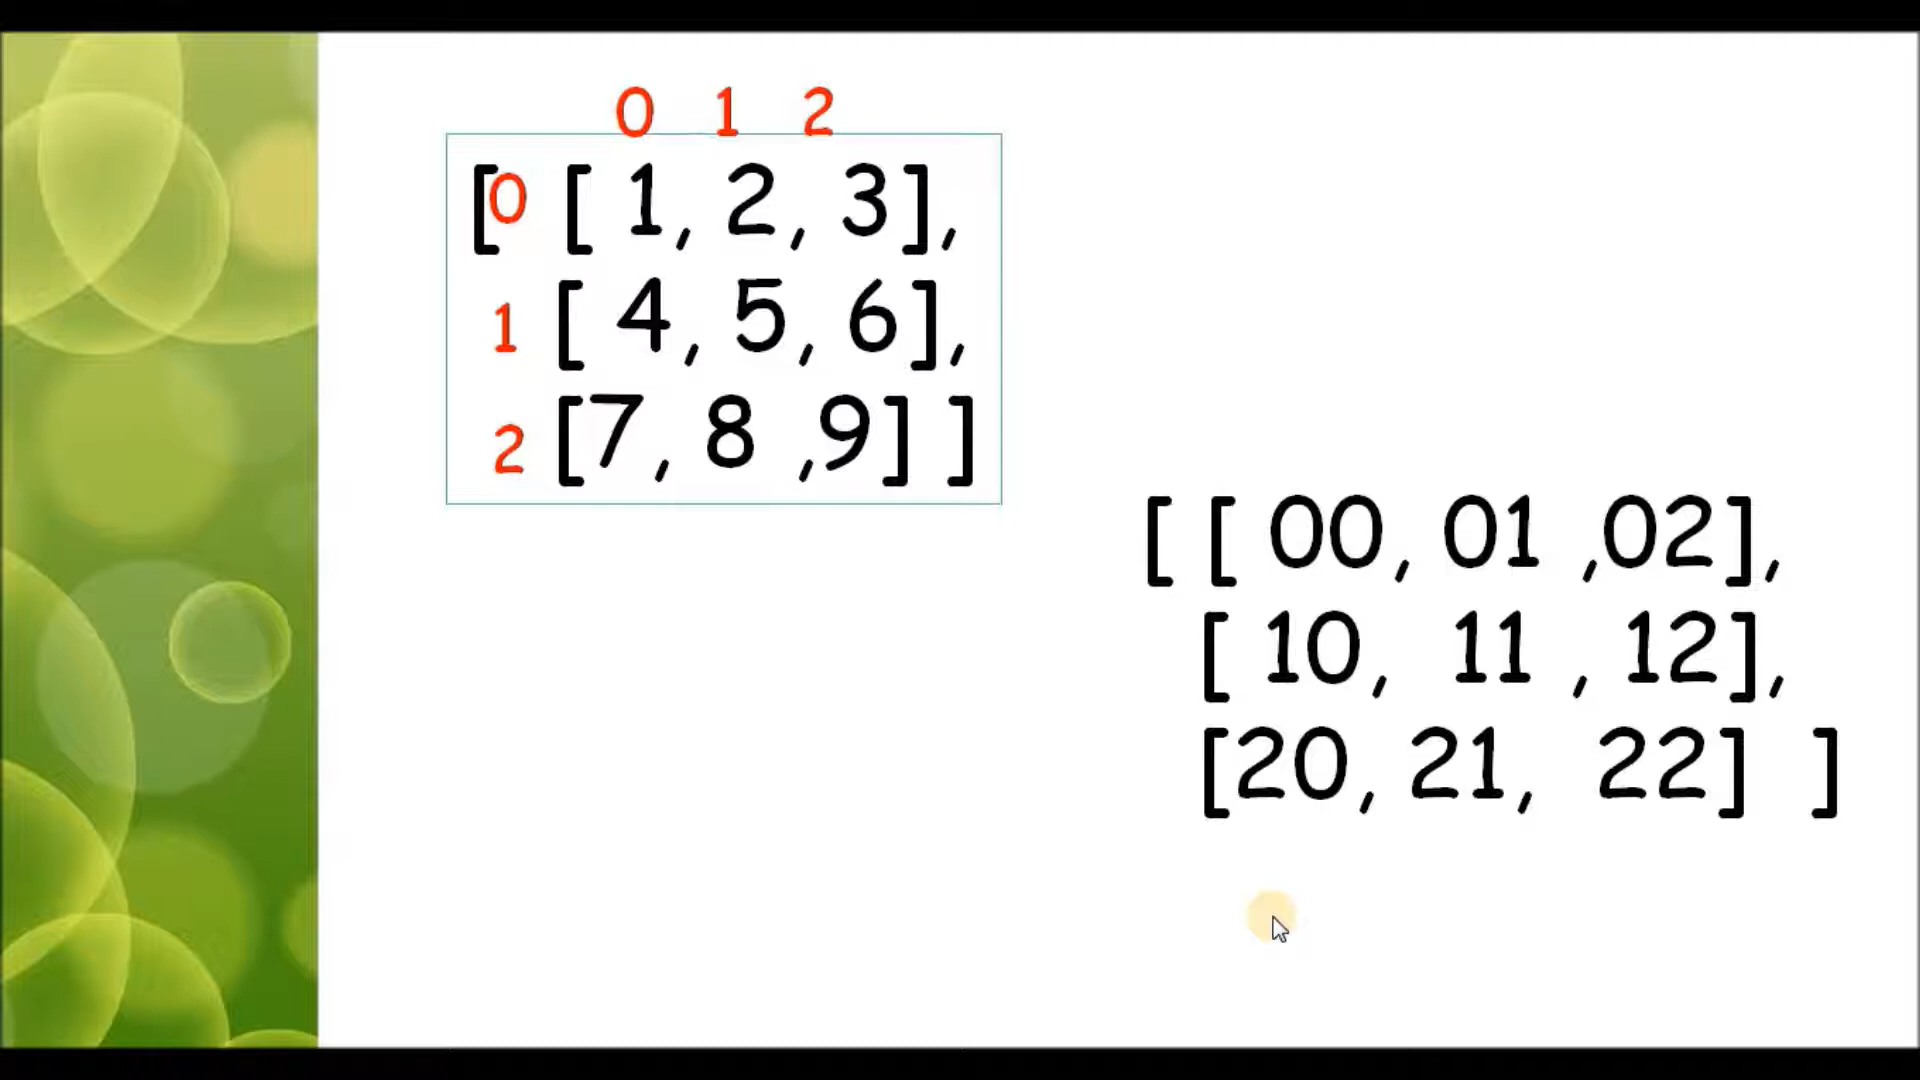 0 1 2
[ 0 [ 1, 2, 3],
1 [ 4, 5, 6],
2 [7, 8 ,9] ]
[ [ 00, 01 ,02],
[ 10, 11 , 12],
[20, 21, 22] ]